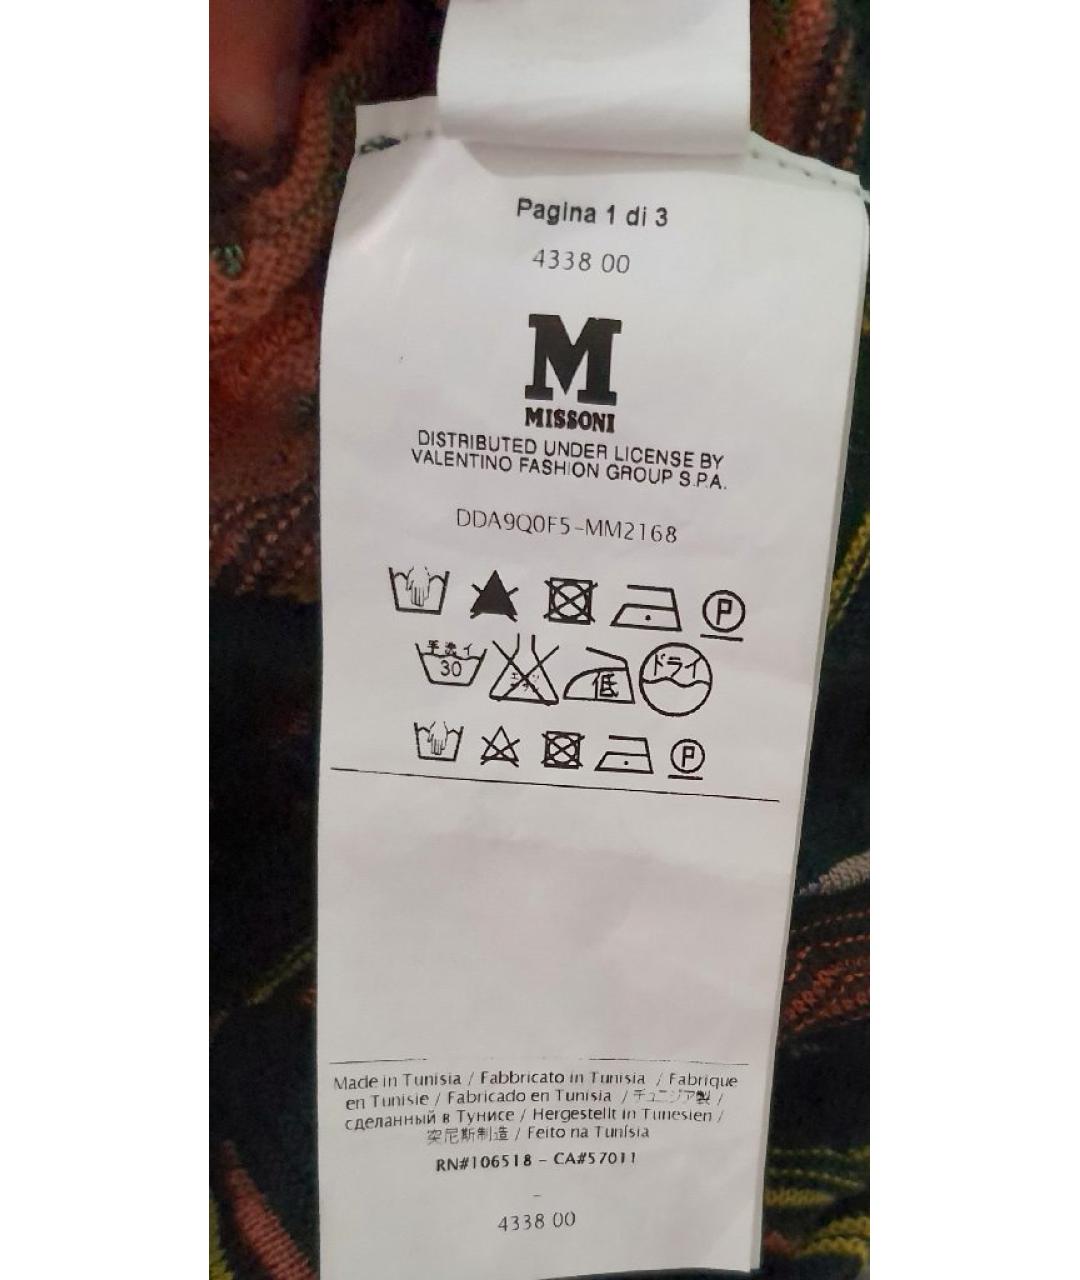 Pagina 1 di 3
4338 00
M
MISSONI
DISTRIBUTED UNDER LICENSE BY
VALENTINO FASHION GROUP S.P.A.
DDA9Q0F5-MM2168
P
手洗イ
30
低
ドライ
P
Made in Tunisia / Fabbricato in Tunisia / Fabrique
en Tunisie / Fabricado en Tunisia / チュニジア製 /
сделанный в Тунисе / Hergestellt in Tunesien /
突尼斯制造 / Feito na Tunísia
RN#106518 - CA#57011
-
4338 00